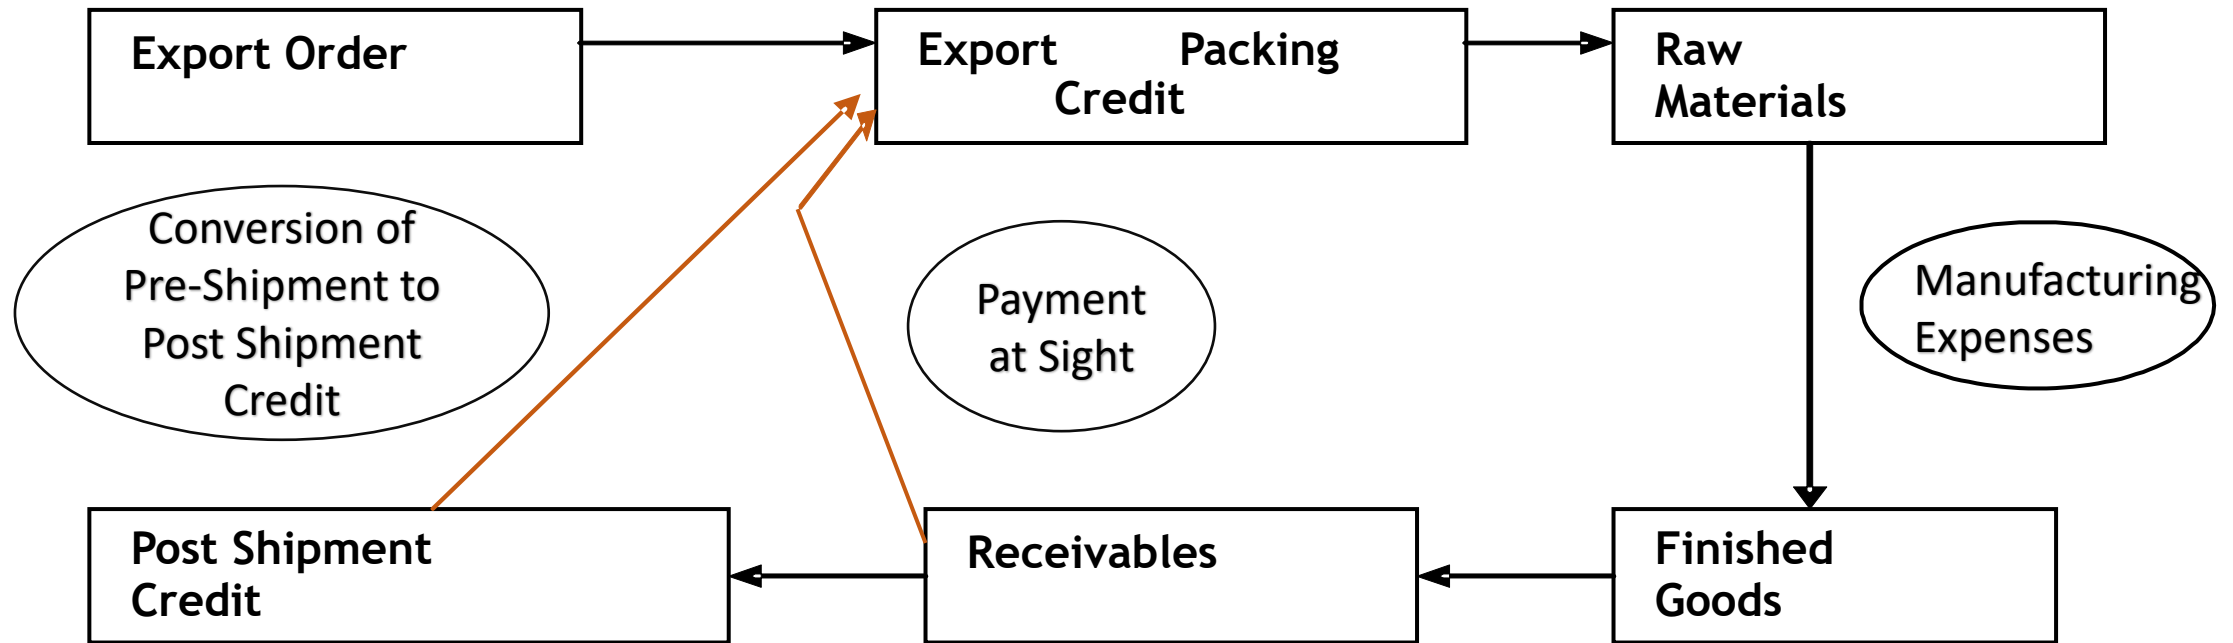 Export Order
Export Packing
Credit
Raw
Materials
Conversion of
Pre-Shipment to
Post Shipment
Credit
Payment
at Sight
Manufacturing
Expenses
Post Shipment
Credit
Receivables
Finished
Goods